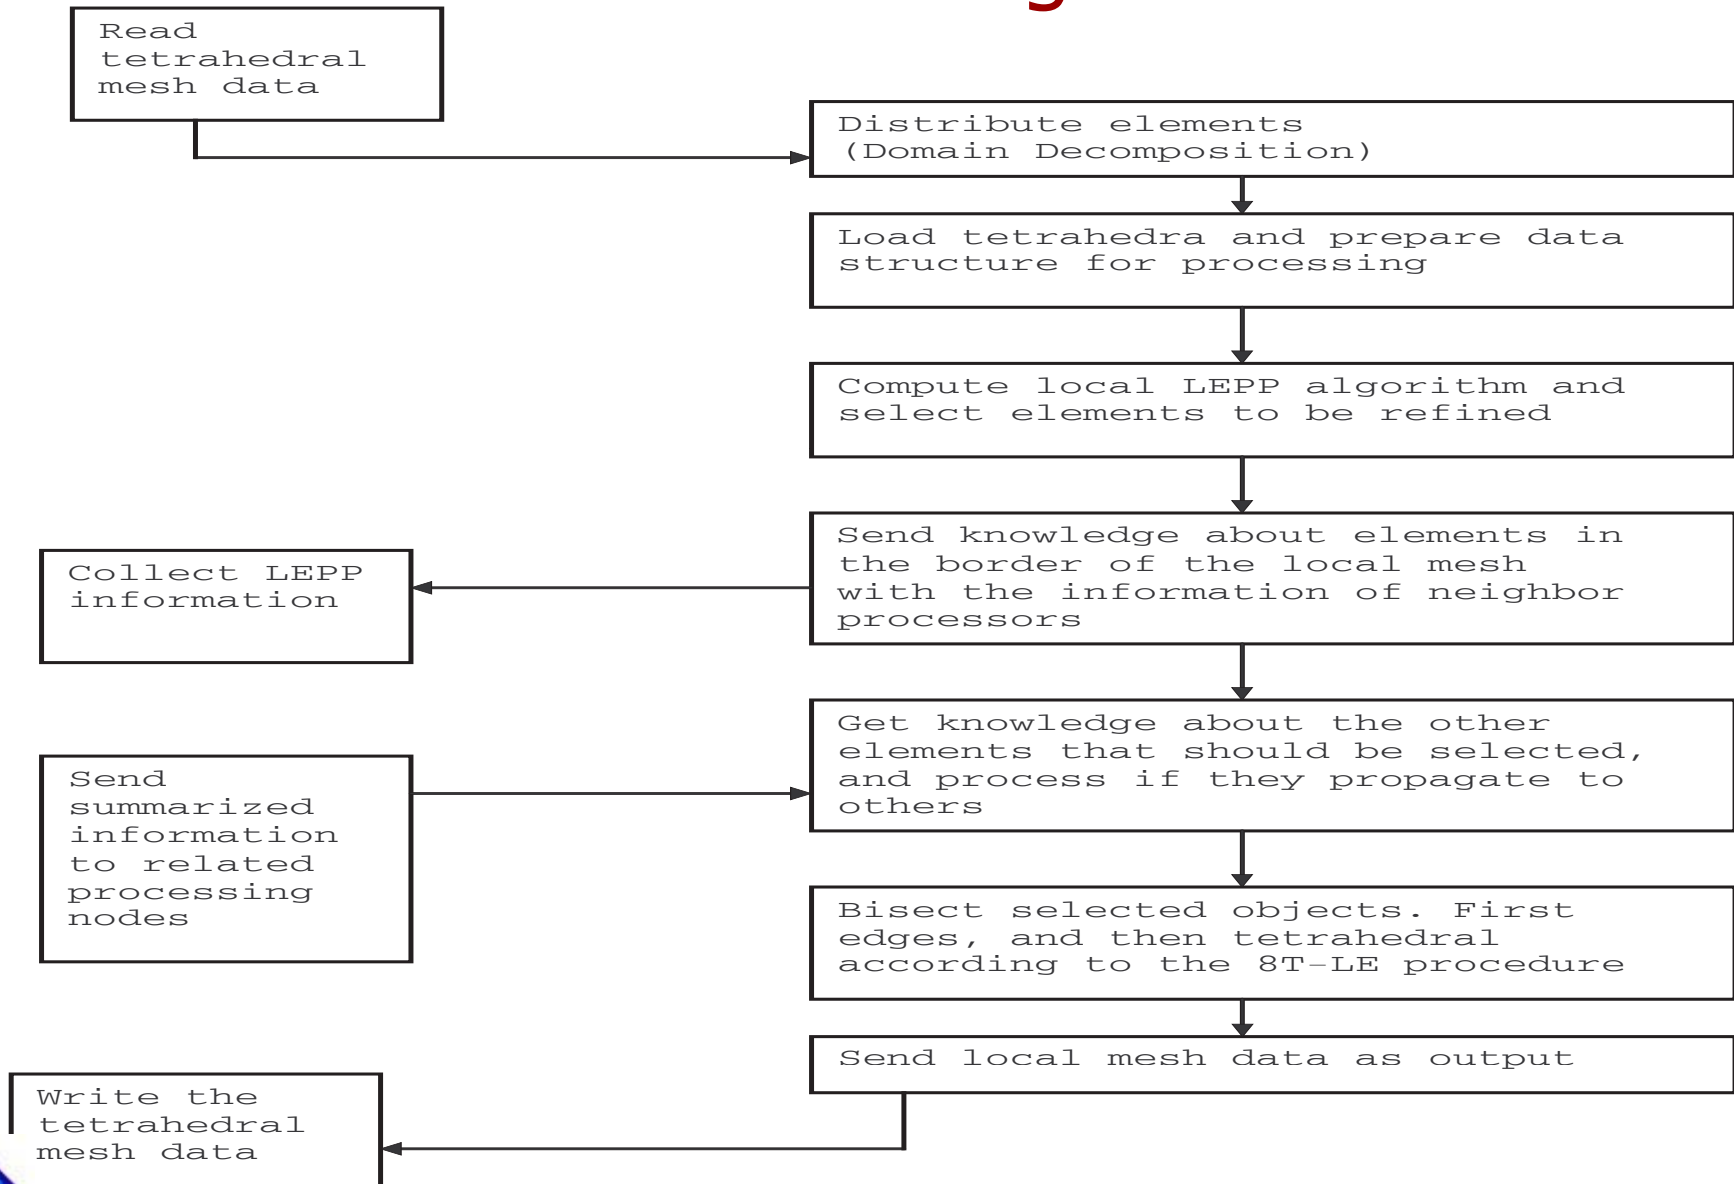 Read
tetrahedral
mesh data
Distribute elements
(Domain Decomposition)
Load tetrahedra and prepare data
structure for processing
Compute local LEPP algorithm and
select elements to be refined
Send knowledge about elements in
the border of the local mesh
with the information of neighbor
processors
Collect LEPP
information
Get knowledge about the other
elements that should be selected,
and process if they propagate to
others
Send
summarized
information
to related
processing
nodes
Bisect selected objects. First
edges, and then tetrahedral
according to the 8T-LE procedure
Send local mesh data as output
Write the
tetrahedral
mesh data